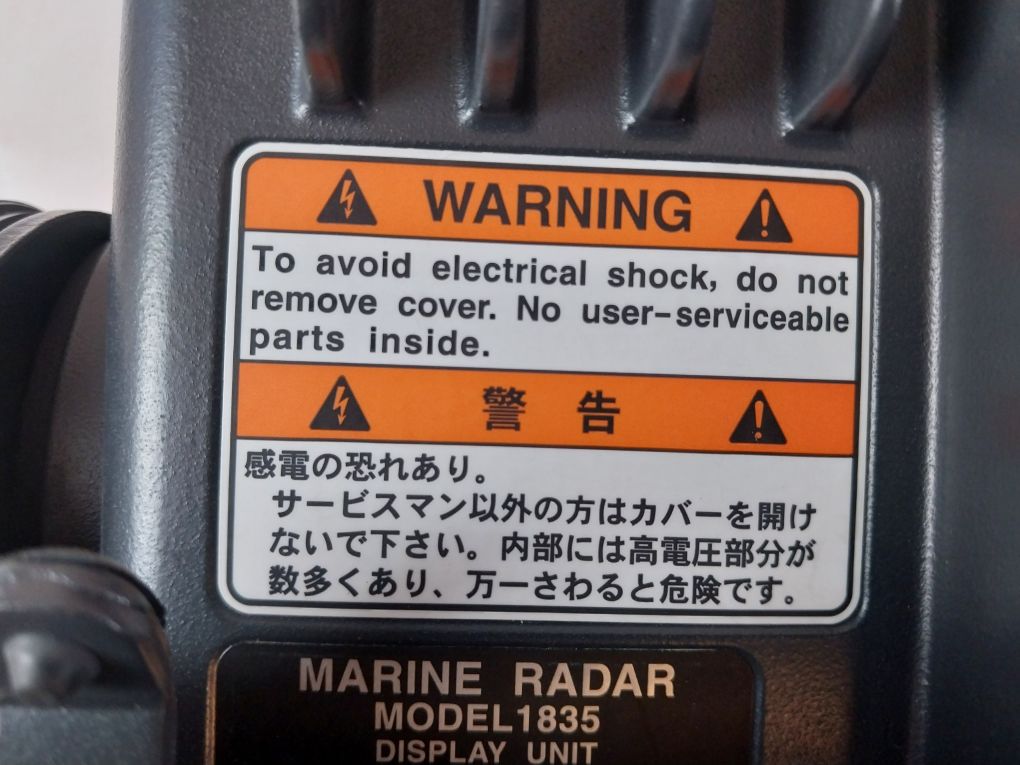 WARNING
To avoid electrical shock, do not
remove cover. No user-serviceable
parts inside.
警 告
感電の恐れあり。
サービスマン以外の方はカバーを開け
ないで下さい。内部には高電圧部分が
数多くあり、万一さわると危険です。
MARINE RADAR
MODEL1835
DISPLAY UNIT